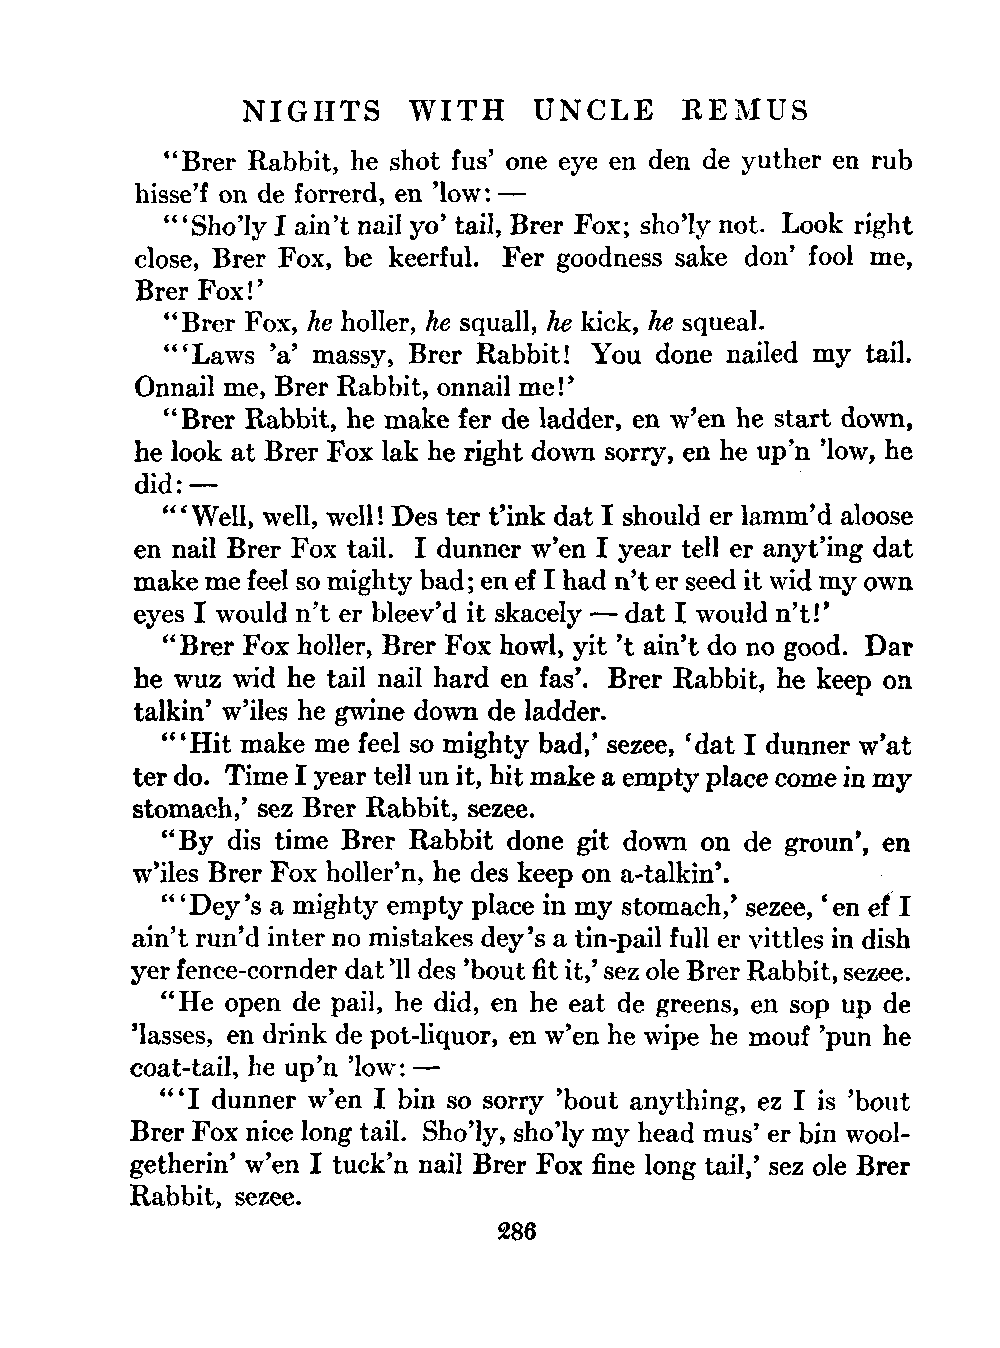 NIGHTS WITH UNCLE REMUS
“Brer Rabbit, he shot fus’ one eye en den de yuther en rub
hisse’f on de forrerd, en ’low: —
“‘Sho’ly I ain’t nail yo’ tail, Brer Fox; sho’ly not. Look right
close, Brer Fox, be keerful. Fer goodness sake don’ fool me,
Brer Fox!’
“Brer Fox, he holler, he squall, he kick, he squeal.
“‘Laws ’a’ massy, Brer Rabbit! You done nailed my tail.
Onnail me, Brer Rabbit, onnail me!’
“Brer Rabbit, he make fer de ladder, en w’en he start down,
he look at Brer Fox lak he right down sorry, en he up’n ’low, he
did: —
“‘Well, well, well! Des ter t’ink dat I should er lamm’d aloose
en nail Brer Fox tail. I dunner w’en I year tell er anyt’ing dat
make me feel so mighty bad; en ef I had n’t er seed it wid my own
eyes I would n’t er bleev’d it skacely — dat I would n’t!’
“Brer Fox holler, Brer Fox howl, yit ’t ain’t do no good. Dar
he wuz wid he tail nail hard en fas’. Brer Rabbit, he keep on
talkin’ w’iles he gwine down de ladder.
“‘Hit make me feel so mighty bad,’ sezee, ‘dat I dunner w’at
ter do. Time I year tell un it, hit make a empty place come in my
stomach,’ sez Brer Rabbit, sezee.
“By dis time Brer Rabbit done git down on de groun’, en
w’iles Brer Fox holler’n, he des keep on a-talkin’.
“‘Dey’s a mighty empty place in my stomach,’ sezee, ‘en ef I
ain’t run’d inter no mistakes dey’s a tin-pail full er vittles in dish
yer fence-cornder dat ’ll des ’bout fit it,’ sez ole Brer Rabbit, sezee.
“He open de pail, he did, en he eat de greens, en sop up de
’lasses, en drink de pot-liquor, en w’en he wipe he mouf ’pun he
coat-tail, he up’n ’low: —
“‘I dunner w’en I bin so sorry ’bout anything, ez I is ’bout
Brer Fox nice long tail. Sho’ly, sho’ly my head mus’ er bin wool-
getherin’ w’en I tuck’n nail Brer Fox fine long tail,’ sez ole Brer
Rabbit, sezee.
286